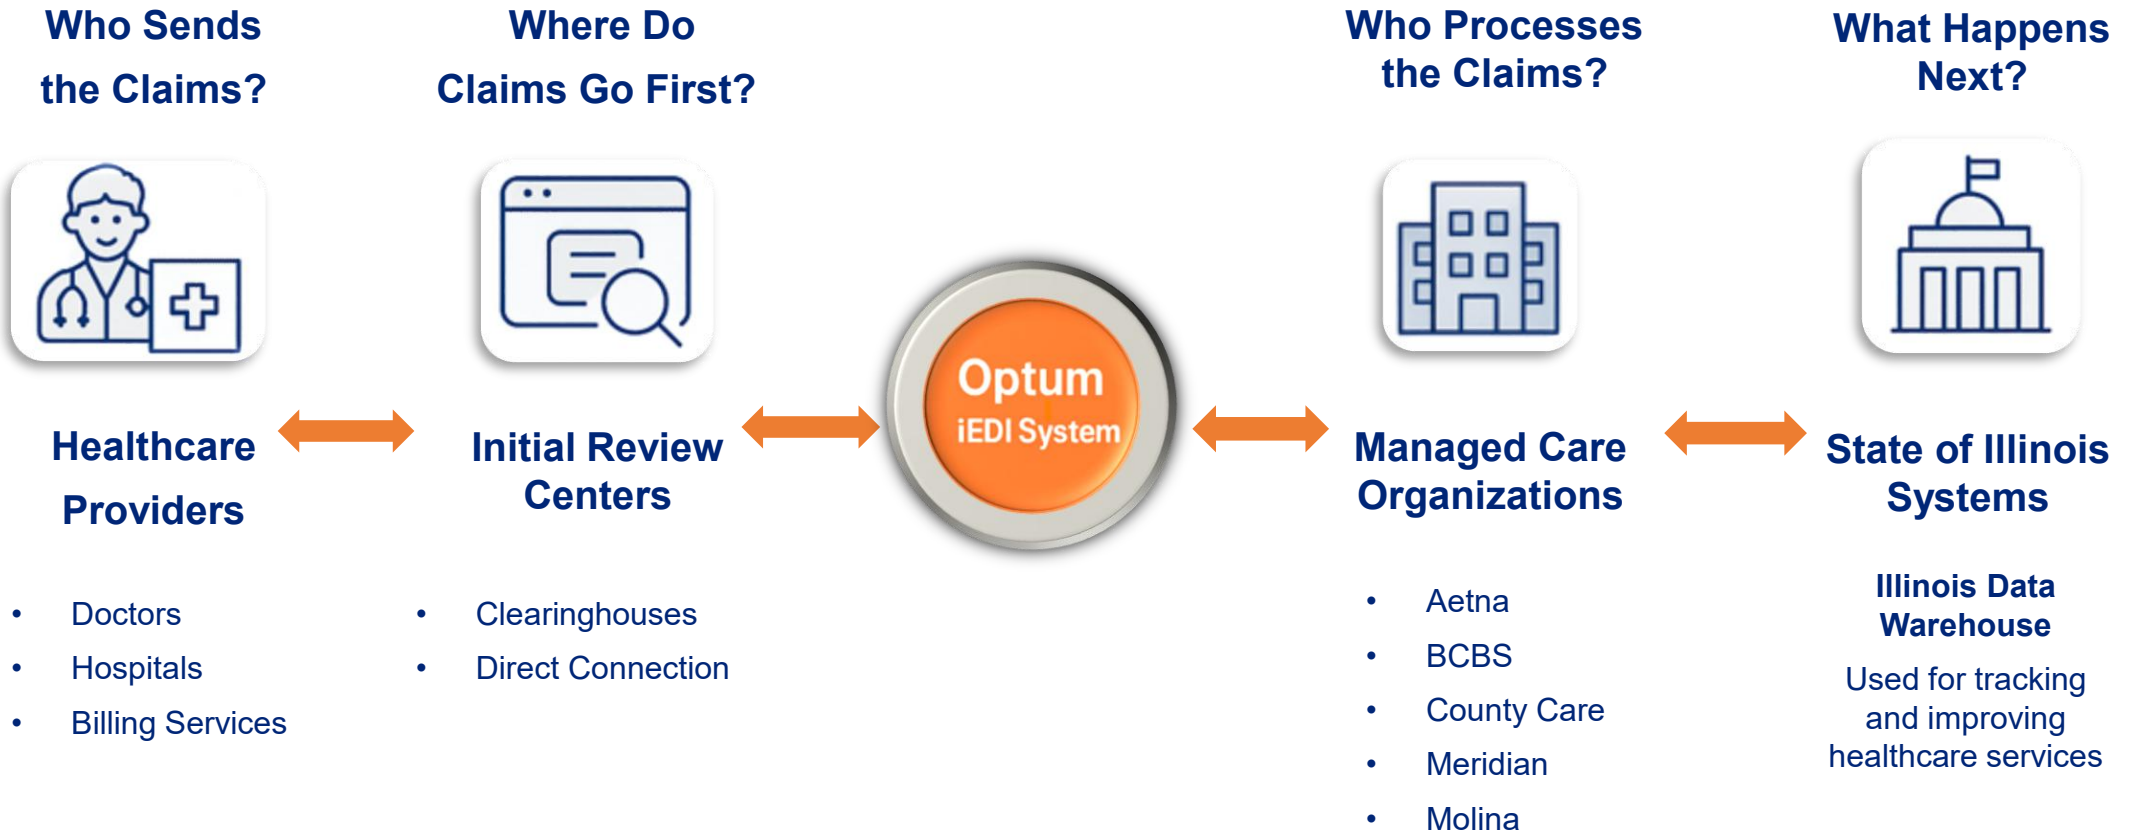 Who Sends
the Claims?
Healthcare
Providers
• Doctors
• Hospitals
• Billing Services
Where Do
Claims Go First?
Initial Review
Centers
• Clearinghouses
• Direct Connection
Optum
iEDI System
Who Processes
the Claims?
Managed Care
Organizations
• Aetna
• BCBS
• County Care
• Meridian
• Molina
What Happens
Next?
State of Illinois
Systems
Illinois Data
Warehouse
Used for tracking
and improving
healthcare services